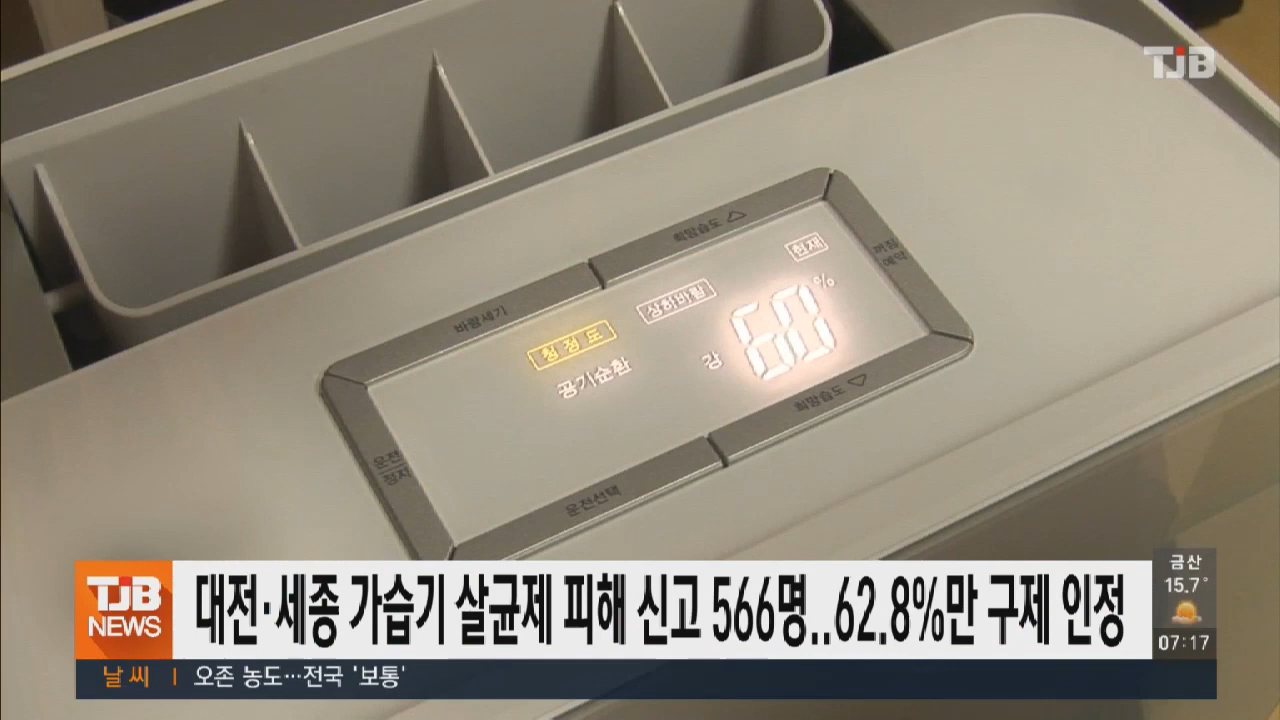 TJB
희망습도 △
현재
꺼짐
예약
상하바람
60%
바람세기
청정도
강
공기순환
희망습도 ▽
운전
정지
운전선택
TJB
NEWS
대전·세종 가습기 살균제 피해 신고 566명..62.8%만 구제 인정
금산
15.7°
07:17
날씨 | 오존 농도…전국 '보통'